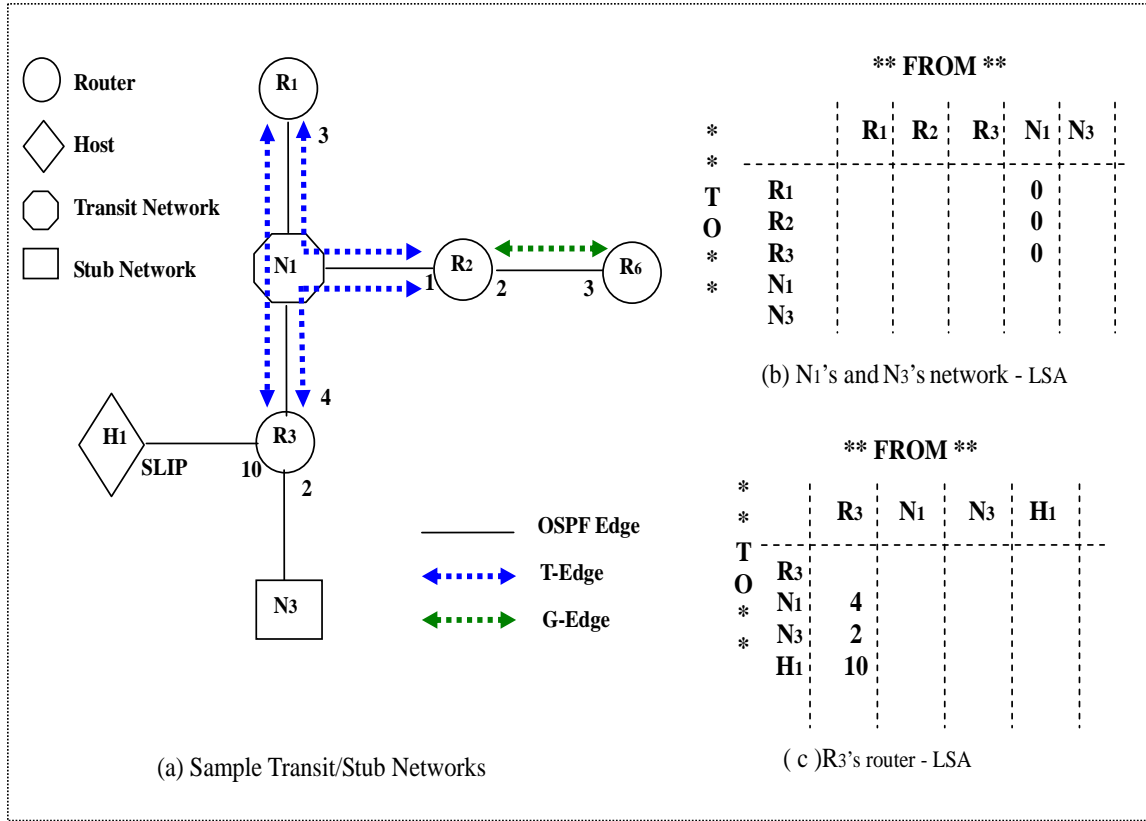 Router
Host
Transit Network
Stub Network
R1
3
N1
R2
1
2
R6
3
4
H1
SLIP
R3
10
2
N3
OSPF Edge
T-Edge
G-Edge
(a) Sample Transit/Stub Networks
** FROM **
R1 R2 R3 N1 N3
* * T O * *
R1 0
R2 0
R3 0
N1
N3
(b) N1's and N3's network - LSA
** FROM **
R3 N1 N3 H1
* * T O * *
R3
N1 4
N3 2
H1 10
( c )R3's router - LSA